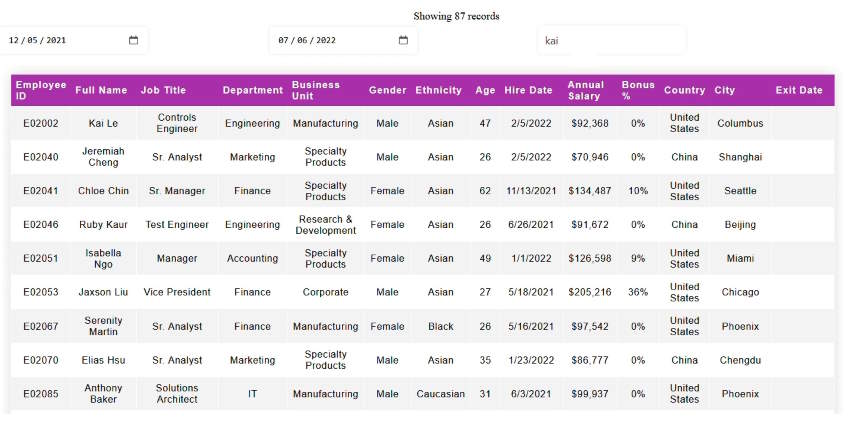 Showing 87 records
12 / 05 / 2021 07 / 06 / 2022 kai
Employee ID Full Name Job Title Department Business Unit Gender Ethnicity Age Hire Date Annual Salary Bonus % Country City Exit Date
E02002 Kai Le Controls Engineer Engineering Manufacturing Male Asian 47 2/5/2022 $92,368 0% United States Columbus
E02040 Jeremiah Cheng Sr. Analyst Marketing Specialty Products Male Asian 26 2/5/2022 $70,946 0% China Shanghai
E02041 Chloe Chin Sr. Manager Finance Specialty Products Female Asian 62 11/13/2021 $134,487 10% United States Seattle
E02046 Ruby Kaur Test Engineer Engineering Research & Development Female Asian 26 6/26/2021 $91,672 0% China Beijing
E02051 Isabella Ngo Manager Accounting Specialty Products Female Asian 49 1/1/2022 $126,598 9% United States Miami
E02053 Jaxson Liu Vice President Finance Corporate Male Asian 27 5/18/2021 $205,216 36% United States Chicago
E02067 Serenity Martin Sr. Analyst Finance Manufacturing Female Black 26 5/16/2021 $97,542 0% United States Phoenix
E02070 Elias Hsu Sr. Analyst Marketing Specialty Products Male Asian 35 1/23/2022 $86,777 0% China Chengdu
E02085 Anthony Baker Solutions Architect IT Manufacturing Male Caucasian 31 6/3/2021 $99,937 0% United States Phoenix